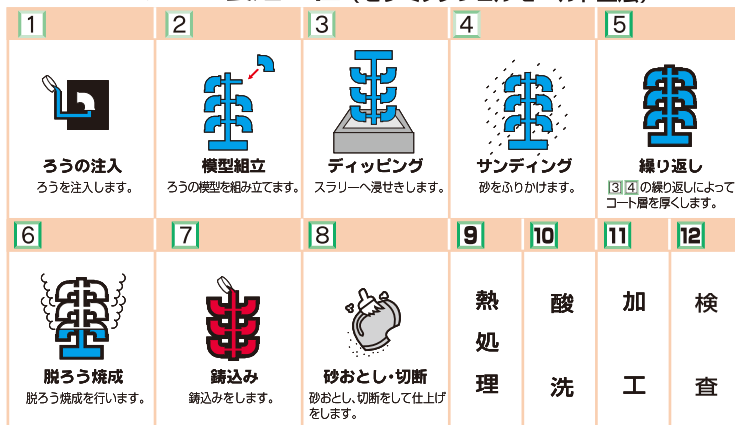 1
2
3
4
5
ろうの注入
模型組立
ディッピング
サンディング
繰り返し
ろうを注入します。
ろうの模型を組み立てます。
スラリーへ浸せきします。
砂をふりかけます。
3 4 の繰り返しによって
コート層を厚くします。
6
7
8
9
10
11
12
脱ろう焼成
鋳込み
砂おとし・切断
熱処理
酸洗
加工
検査
脱ろう焼成を行います。
鋳込みをします。
砂おとし、切断をして仕上げ
をします。